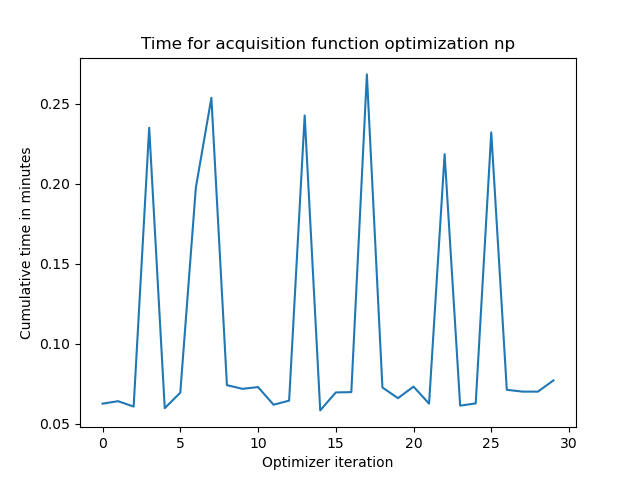 Time for acquisition function optimization np
Cumulative time in minutes
0.25
0.20
0.15
0.10
0.05
0 5 10 15 20 25 30
Optimizer iteration